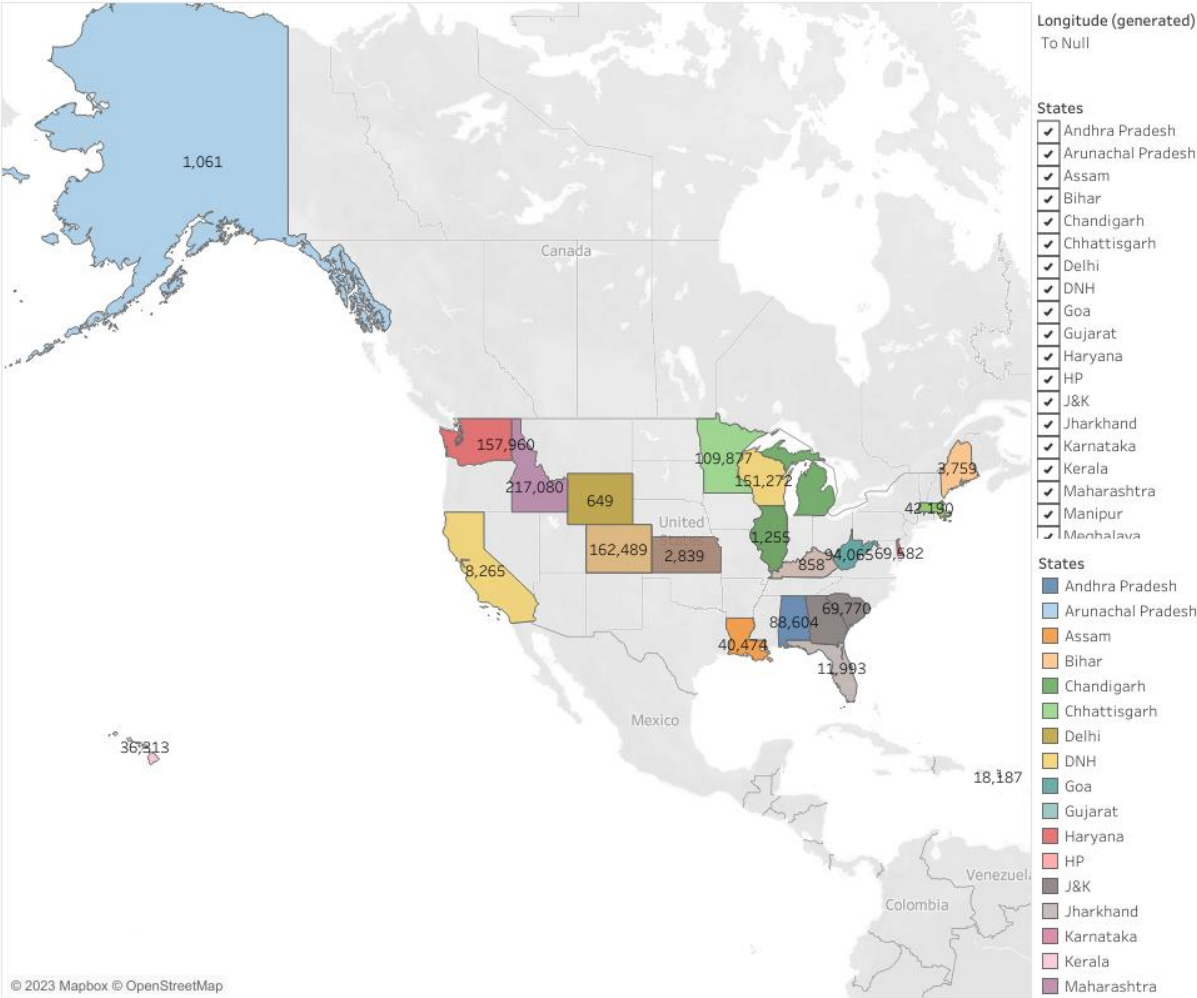 Longitude (generated)
To Null
States
Andhra Pradesh
Arunachal Pradesh
Assam
Bihar
Chandigarh
Chhattisgarh
Delhi
DNH
Goa
Gujarat
Haryana
HP
J&K
Jharkhand
Karnataka
Kerala
Maharashtra
Manipur
Meghalaya
States
Andhra Pradesh
Arunachal Pradesh
Assam
Bihar
Chandigarh
Chhattisgarh
Delhi
DNH
Goa
Gujarat
Haryana
HP
J&K
Jharkhand
Karnataka
Kerala
Maharashtra
1,061
Canada
157,960
109,877
3,759
151,272
217,080
649
42,190
United
1,255
162,489
2,839
94,065
69,582
858
8,265
69,770
88,604
40,474
11,993
Mexico
36,313
18,187
Venezuel
Colombia
© 2023 Mapbox © OpenStreetMap